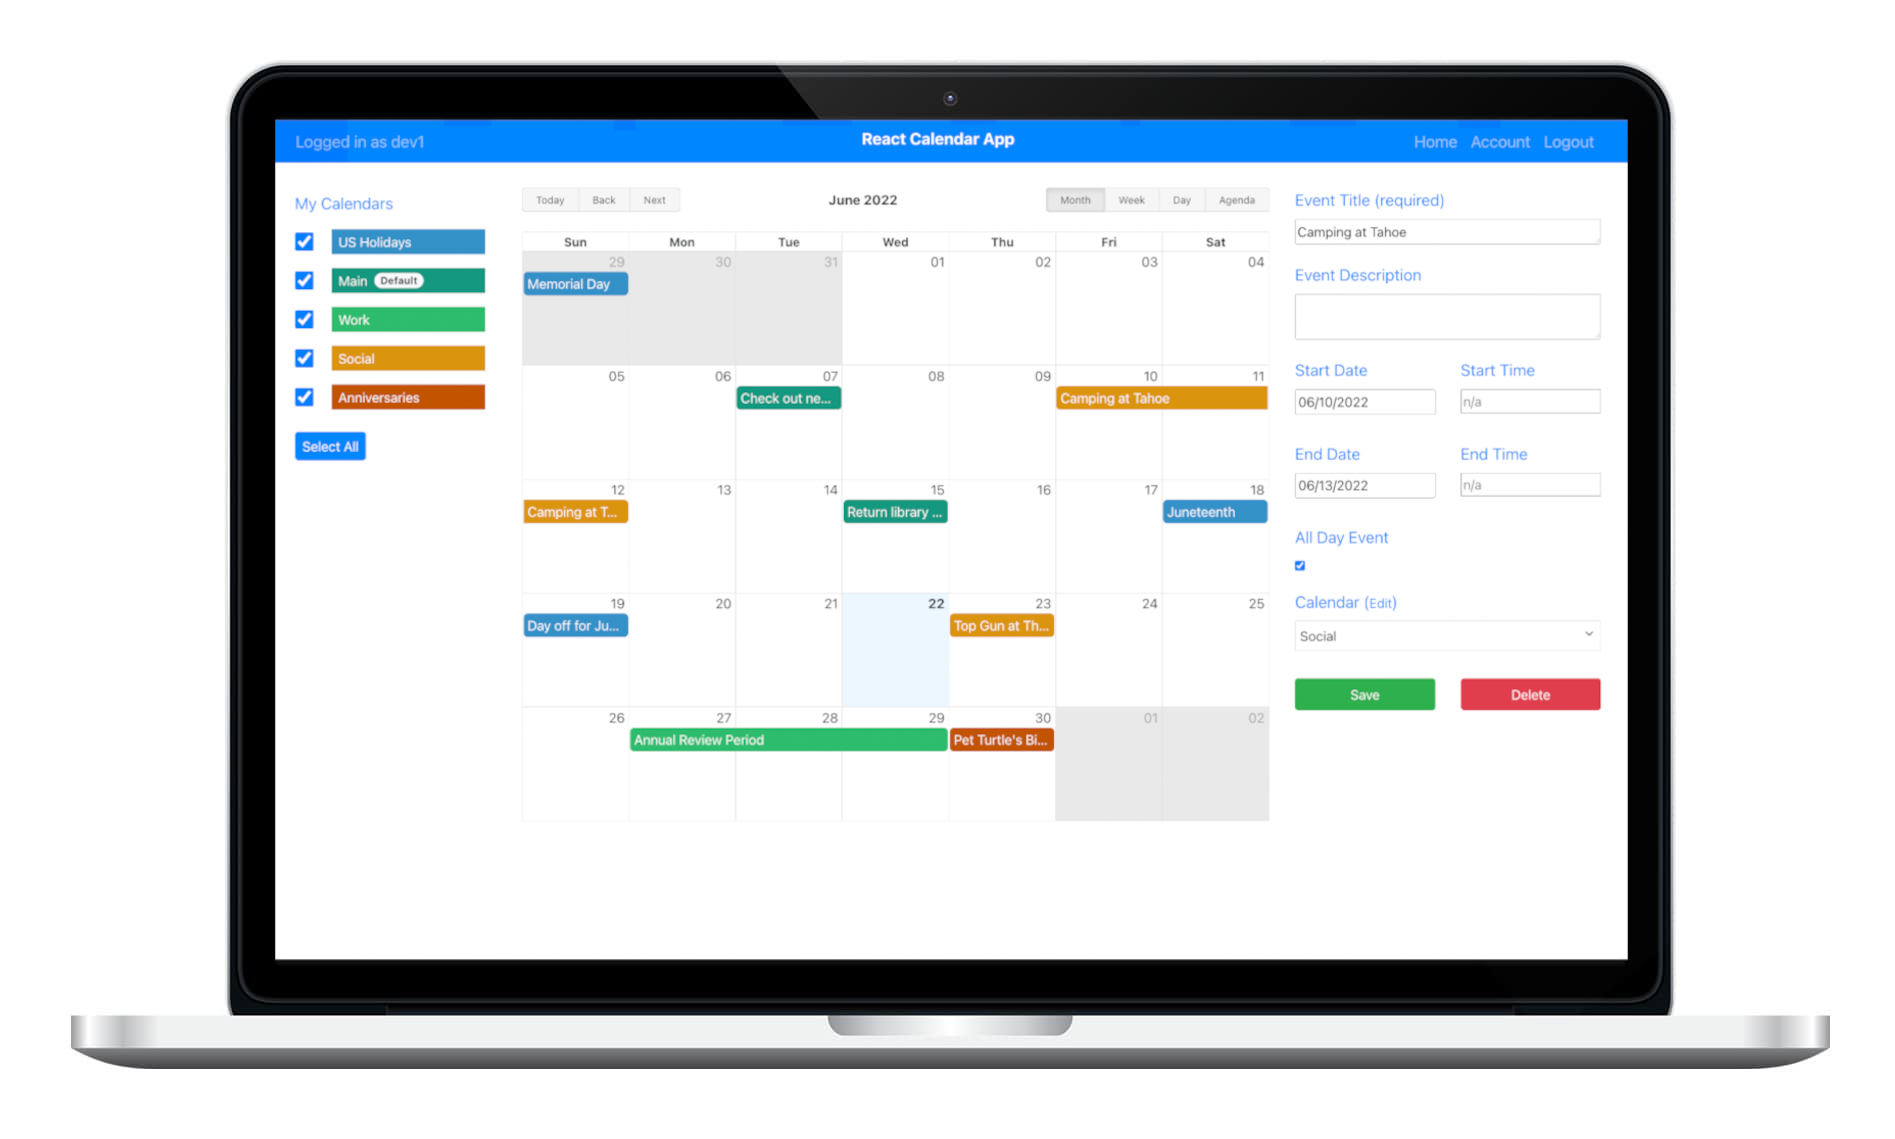 Logged in as dev1
React Calendar App
Home Account Logout
My Calendars
US Holidays
Main Default
Work
Social
Anniversaries
Select All
Today Back Next
June 2022
Month Week Day Agenda
Sun Mon Tue Wed Thu Fri Sat
29 30 31 01 02 03 04
Memorial Day
05 06 07 08 09 10 11
Check out ne... Camping at Tahoe
12 13 14 15 16 17 18
Camping at T... Return library ... Juneteenth
19 20 21 22 23 24 25
Day off for Ju... Top Gun at Th...
26 27 28 29 30 01 02
Annual Review Period Pet Turtle's Bi...
Event Title (required)
Camping at Tahoe
Event Description
Start Date Start Time
06/10/2022 n/a
End Date End Time
06/13/2022 n/a
All Day Event
Calendar (Edit)
Social
Save Delete